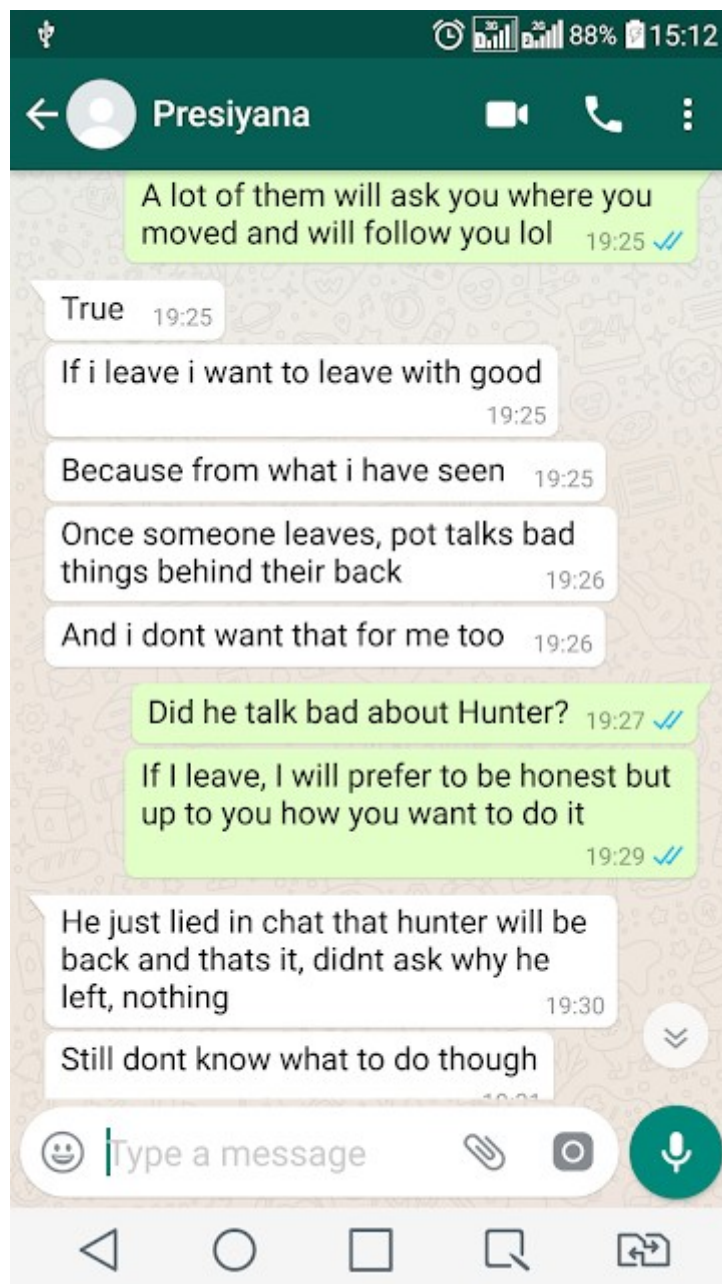 88% 15:12
Presiyana
A lot of them will ask you where you
moved and will follow you lol 19:25
True 19:25
If i leave i want to leave with good
19:25
Because from what i have seen 19:25
Once someone leaves, pot talks bad
things behind their back 19:26
And i dont want that for me too 19:26
Did he talk bad about Hunter? 19:27
If I leave, I will prefer to be honest but
up to you how you want to do it
19:29
He just lied in chat that hunter will be
back and thats it, didnt ask why he
left, nothing 19:30
Still dont know what to do though
Type a message